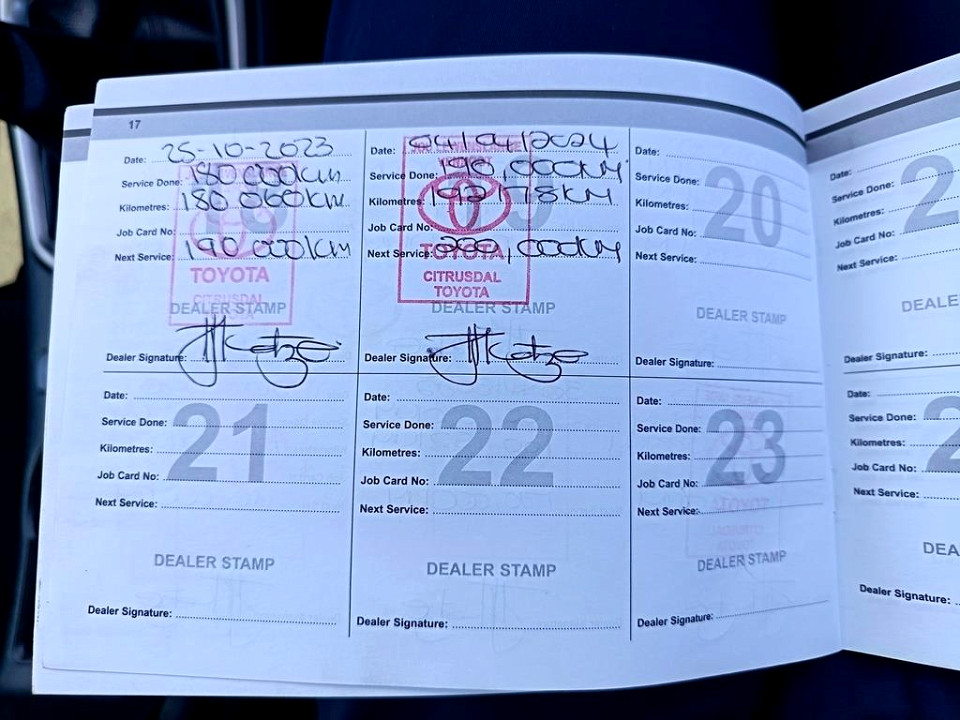 17
Date: 25-10-2023
Service Done: 180 000km
Kilometres: 180 060km
Job Card No:
Next Service: 190 000km
TOYOTA
CITRUSDAL
DEALER STAMP
Dealer Signature:
Date: 04/04/2024
Service Done: 190,000KM
Kilometres: 192178KM
Job Card No:
Next Service: 200,000KM
TOYOTA
CITRUSDAL
TOYOTA
DEALER STAMP
Dealer Signature:
Date:
Service Done:
20
Kilometres:
Job Card No:
Next Service:
DEALER STAMP
Dealer Signature:
Date:
Service Done:
21
Kilometres:
Job Card No:
Next Service:
DEALER STAMP
Dealer Signature:
Date:
Service Done:
22
Kilometres:
Job Card No:
Next Service:
DEALER STAMP
Dealer Signature:
Date:
Service Done:
23
Kilometres:
Job Card No:
Next Service:
DEALER STAMP
Dealer Signature:
Date:
Service Done:
2
Kilometres:
Job Card No:
Next Service:
DEALE
Dealer Signature:
Date:
Service Done:
2
Kilometres:
Job Card No:
Next Service:
DEA
Dealer Signature: